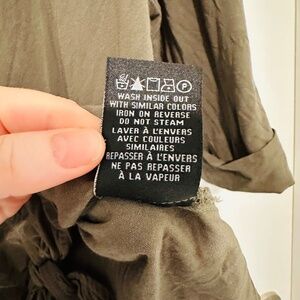 WASH INSIDE OUT
WITH SIMILAR COLORS
IRON ON REVERSE
DO NOT STEAM
LAVER À L'ENVERS
AVEC COULEURS
SIMILAIRES
REPASSER À L'ENVERS
NE PAS REPASSER
À LA VAPEUR